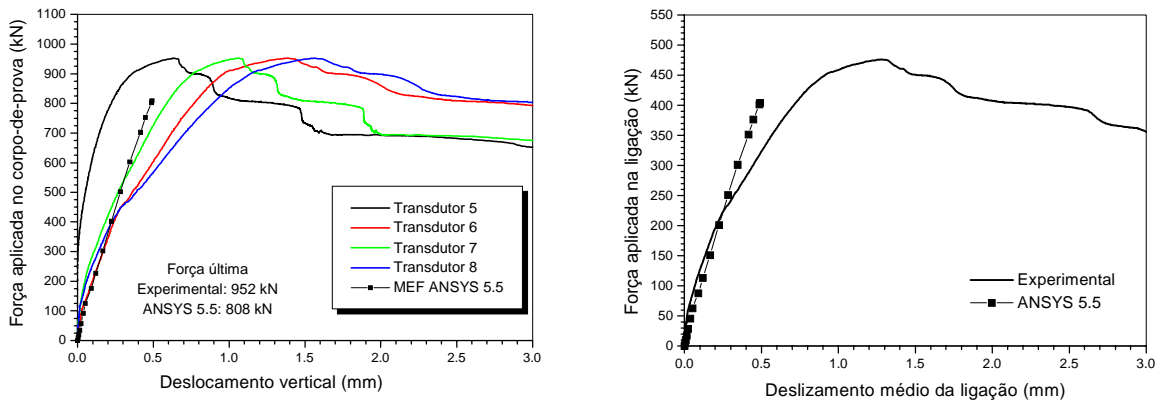 Força aplicada no corpo-de-prova (kN)
1100
1000
900
800
700
600
500
400
300
200
100
0
0.0 0.5 1.0 1.5 2.0 2.5 3.0
Deslocamento vertical (mm)
Força última
Experimental: 952 kN
ANSYS 5.5: 808 kN
Transdutor 5
Transdutor 6
Transdutor 7
Transdutor 8
MEF ANSYS 5.5
Força aplicada na ligação (kN)
550
500
450
400
350
300
250
200
150
100
50
0
0.0 0.5 1.0 1.5 2.0 2.5 3.0
Deslizamento médio da ligação (mm)
Experimental
ANSYS 5.5